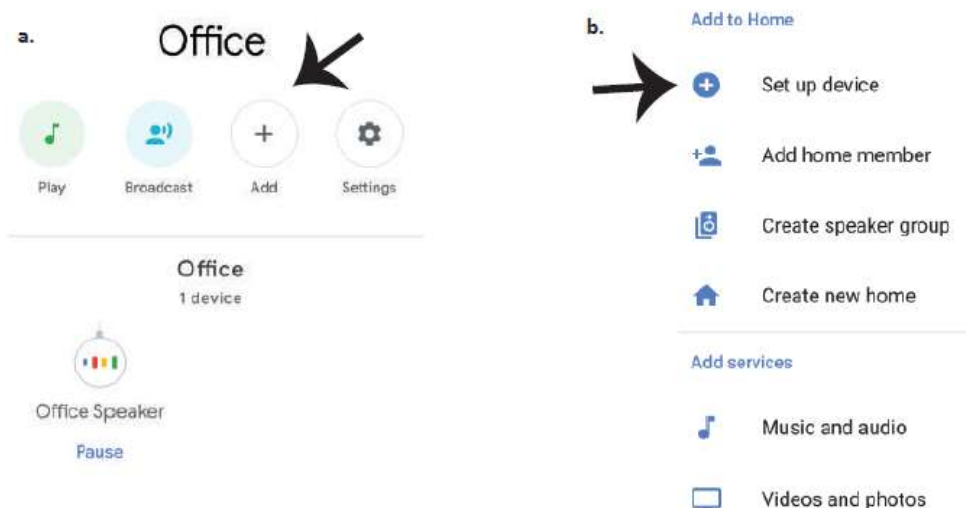 a.
Office
Play
Broadcast
Add
Settings
Office
1 device
Office Speaker
Pause
b.
Add to Home
Set up device
Add home member
Create speaker group
Create new home
Add services
Music and audio
Videos and photos